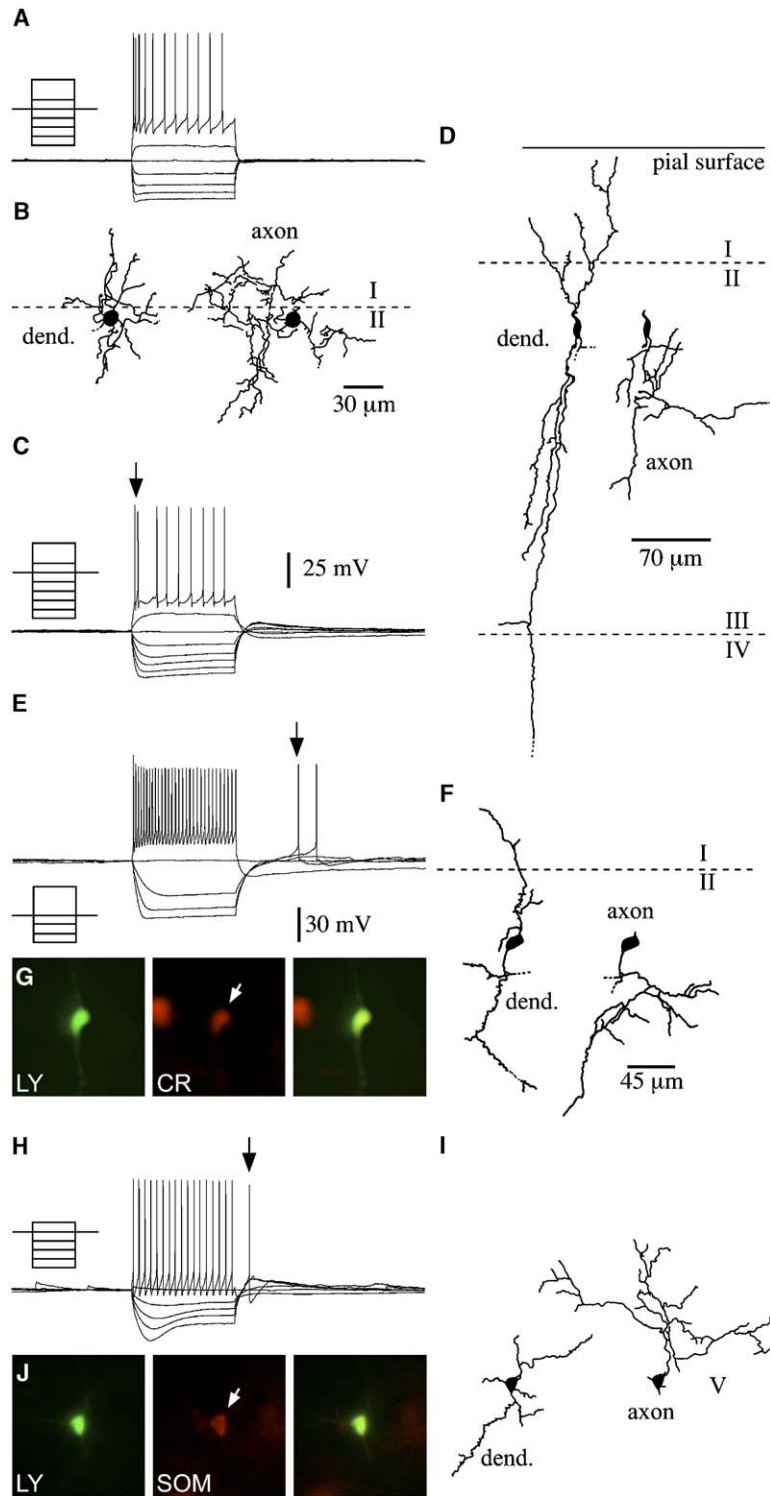 A
D
pial surface
B
axon
I
II
dend.
30 μm
I
II
dend.
axon
C
25 mV
70 μm
III
IV
E
30 mV
F
I
II
axon
dend.
45 μm
G
LY
CR
H
I
J
LY
SOM
V
axon
dend.